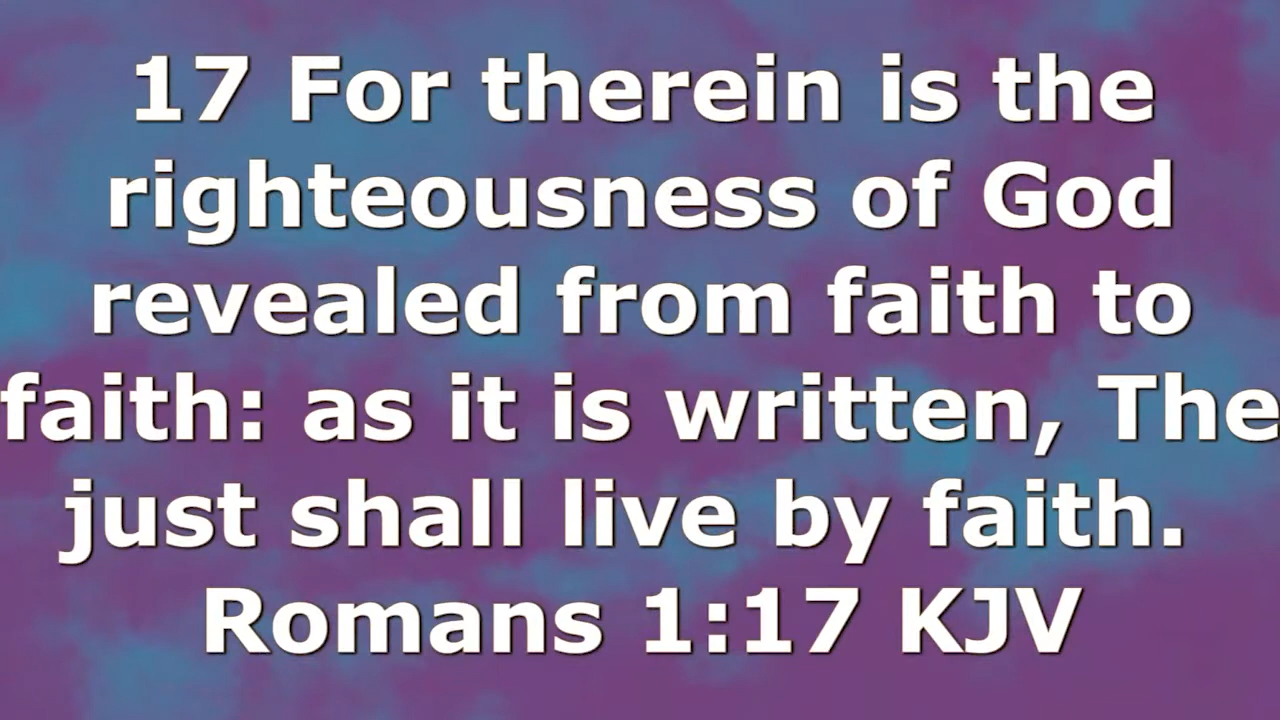 17 For therein is the
righteousness of God
revealed from faith to
faith: as it is written, The
just shall live by faith.
Romans 1:17 KJV